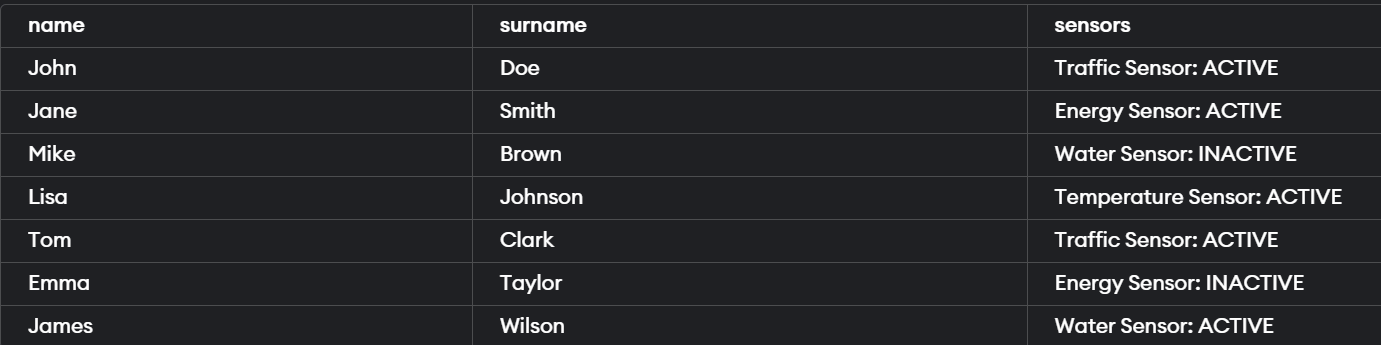 name surname sensors
John Doe Traffic Sensor: ACTIVE
Jane Smith Energy Sensor: ACTIVE
Mike Brown Water Sensor: INACTIVE
Lisa Johnson Temperature Sensor: ACTIVE
Tom Clark Traffic Sensor: ACTIVE
Emma Taylor Energy Sensor: INACTIVE
James Wilson Water Sensor: ACTIVE